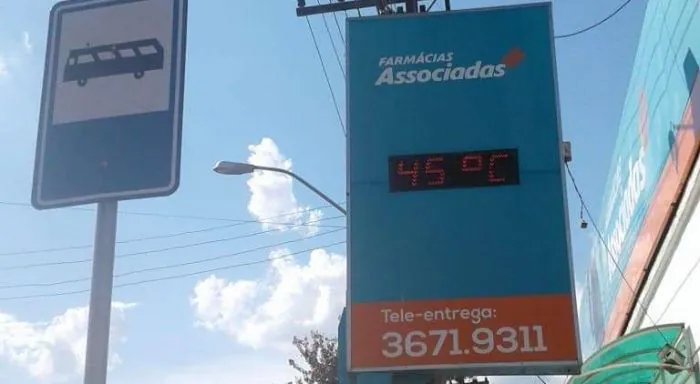 FARMÁCIAS
Associadas
45°C
Tele-entrega:
3671.9311